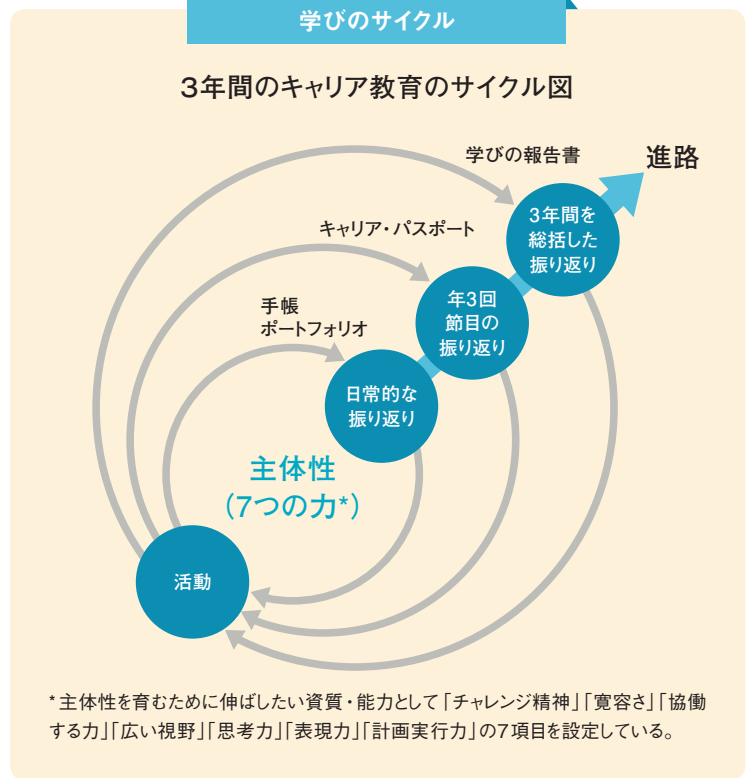 学びのサイクル
3年間のキャリア教育のサイクル図
学びの報告書
進路
3年間を
総括した
振り返り
キャリア・パスポート
年3回
節目の
振り返り
手帳
ポートフォリオ
日常的な
振り返り
主体性
(7つの力*)
活動
*主体性を育むために伸ばしたい資質・能力として「チャレンジ精神」「寛容さ」「協働
する力」「広い視野」「思考力」「表現力」「計画実行力」の7項目を設定している。